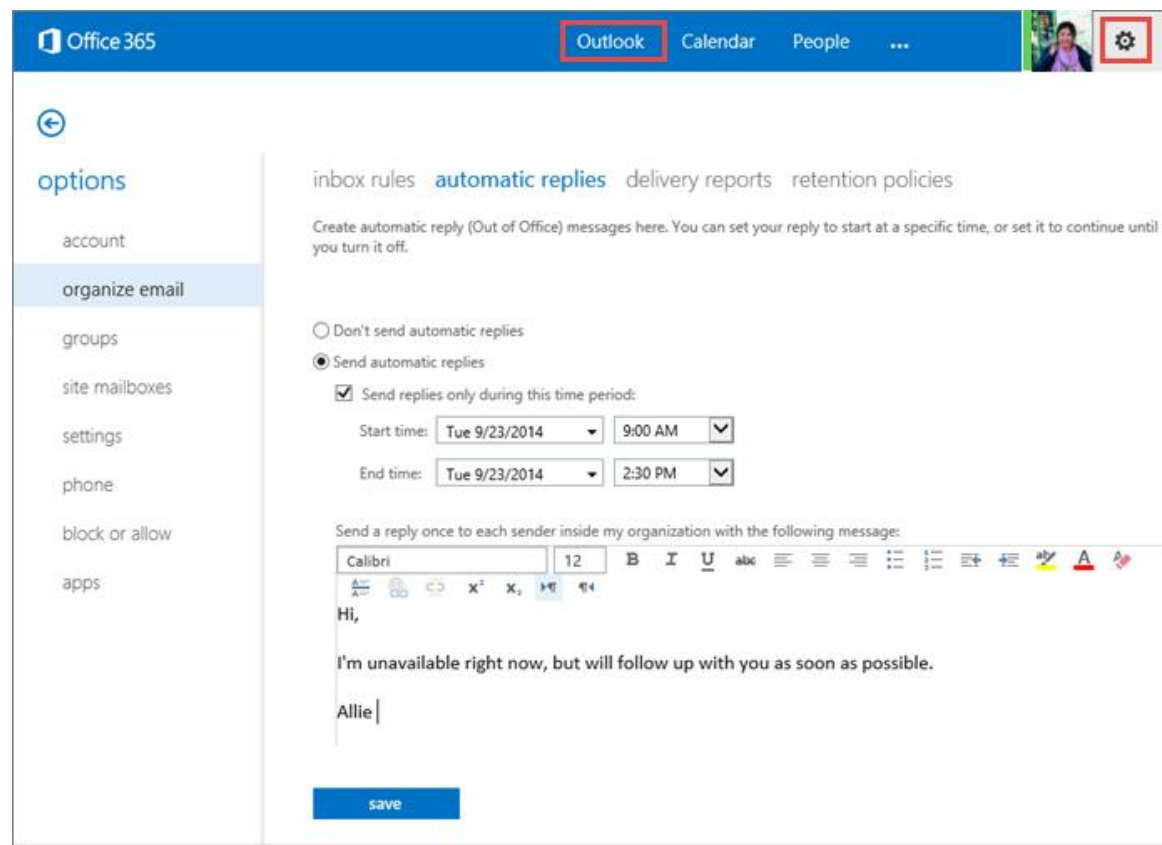 Office 365
Outlook Calendar People ...
options
inbox rules automatic replies delivery reports retention policies
Create automatic reply (Out of Office) messages here. You can set your reply to start at a specific time, or set it to continue until
you turn it off.
account
organize email
groups
site mailboxes
settings
phone
block or allow
apps
Don't send automatic replies
Send automatic replies
Send replies only during this time period:
Start time: Tue 9/23/2014 9:00 AM
End time: Tue 9/23/2014 2:30 PM
Send a reply once to each sender inside my organization with the following message:
Calibri 12 B I U abc aby A
x² x₂
Hi,
I'm unavailable right now, but will follow up with you as soon as possible.
Allie
save